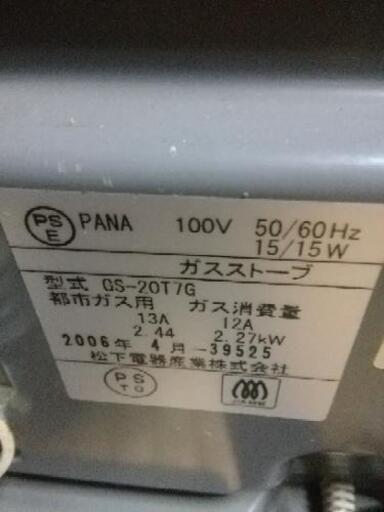 PS E PANA 100V 50/60Hz
15/15W
ガスストーブ
型式 GS-20T7G
都市ガス用 ガス消費量
13A 12A
2.44 2.27kW
2006年 4月-39525
松下電器産業株式会社
PS TG